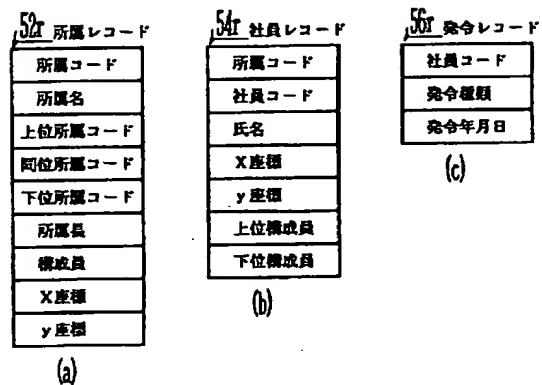 52r 所属レコード
所属コード
所属名
上位所属コード
同位所属コード
下位所属コード
所属長
構成員
X座標
y座標
(a)
54r 社員レコード
所属コード
社員コード
氏名
X座標
y座標
上位構成員
下位構成員
(b)
56r 発令レコード
社員コード
発令種類
発令年月日
(c)